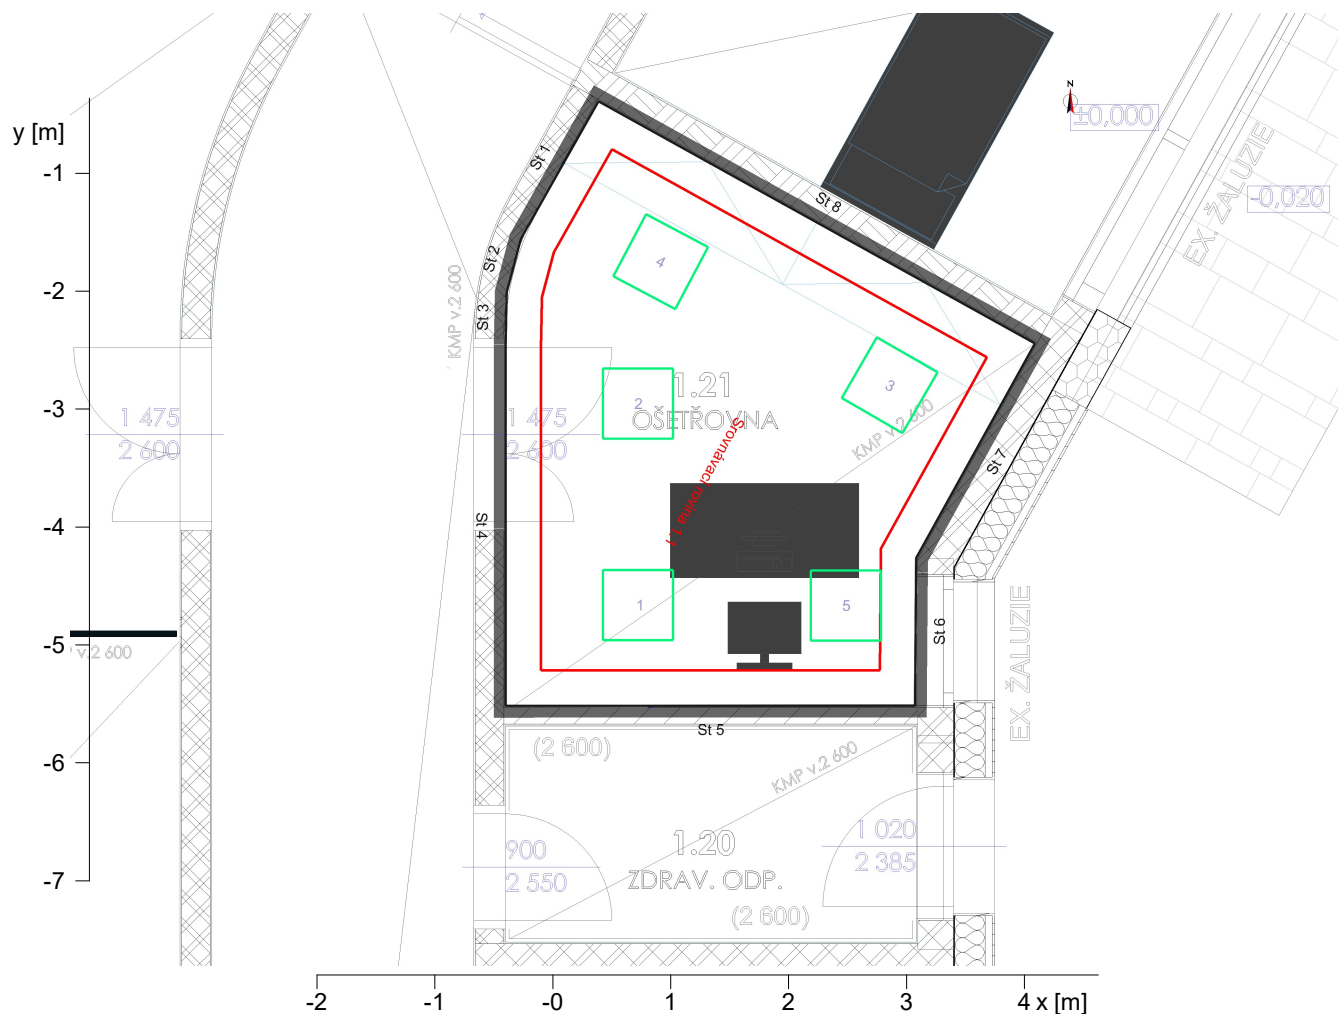 N
y [m]
±0,000
-1
St 1
EX. ŽALUZIE
-0,020
St 8
St 2
4
-2
KMP v.2 600
St 3
1.21
3
-3
1 475
1 475
2
OŠETŘOVNA
KMP v.2 600
2 600
2 600
Srovnávací rovina 1.1
St 7
-4
St 4
1
5
St 6
EX. ŽALUZIE
-5
v.2 600
St 5
(2 600)
KMP v.2 600
-6
900
1.20
1 020
2 550
ZDRAV. ODP.
2 385
-7
(2 600)
-2
-1
-0
1
2
3
4 x [m]